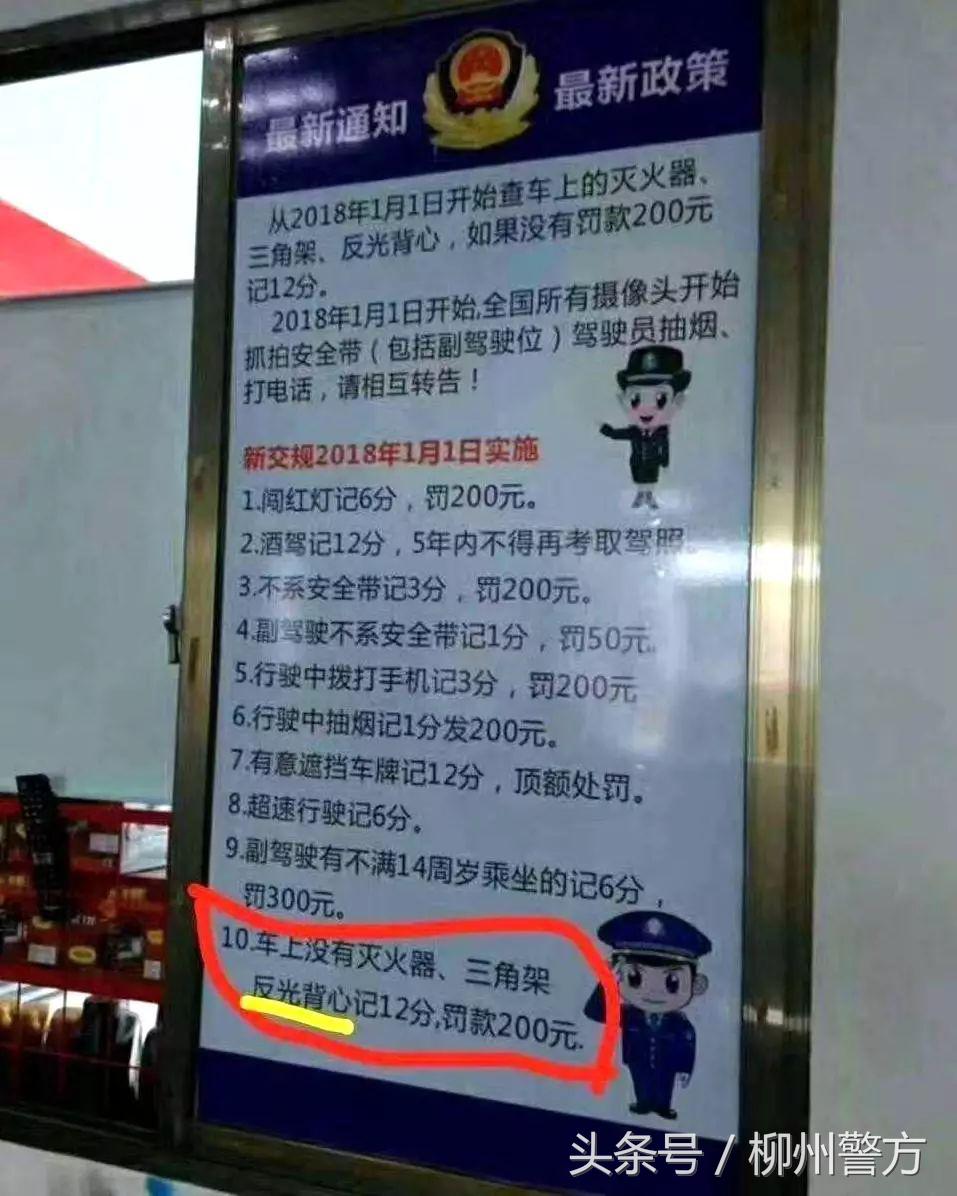 最新通知
最新政策
从2018年1月1日开始查车上的灭火器、
三角架、反光背心，如果没有罚款200元
记12分。
2018年1月1日开始,全国所有摄像头开始
抓拍安全带（包括副驾驶位）驾驶员抽烟、
打电话，请相互转告！
新交规2018年1月1日实施
1.闯红灯记6分，罚200元。
2.酒驾记12分，5年内不得再考取驾照。
3.不系安全带记3分，罚200元。
4.副驾驶不系安全带记1分，罚50元。
5.行驶中拨打手机记3分，罚200元
6.行驶中抽烟记1分发200元。
7.有意遮挡车牌记12分，顶额处罚。
8.超速行驶记6分。
9.副驾驶有不满14周岁乘坐的记6分，
罚300元。
10.车上没有灭火器、三角架
反光背心记12分,罚款200元.
头条号 / 柳州警方